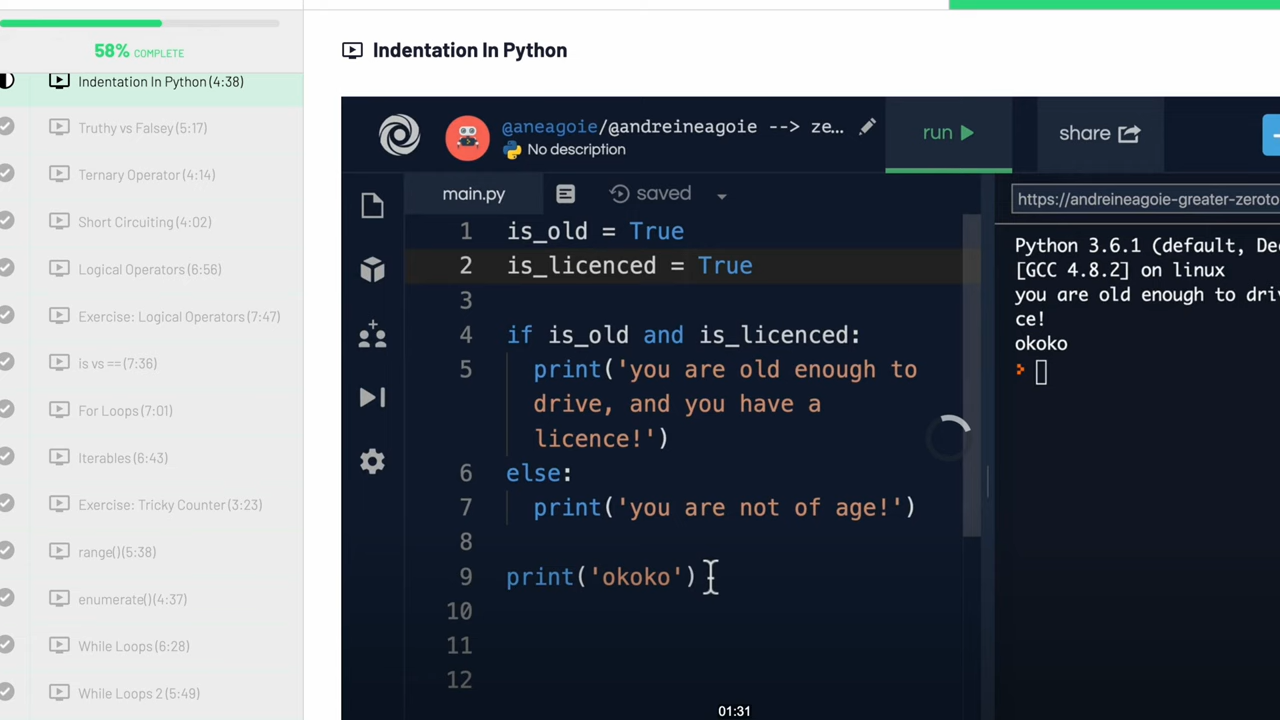 58% COMPLETE
Indentation In Python (4:38)
Truthy vs Falsey (5:17)
Ternary Operator (4:14)
Short Circuiting (4:02)
Logical Operators (6:56)
Exercise: Logical Operators (7:47)
is vs == (7:36)
For Loops (7:01)
Iterables (6:43)
Exercise: Tricky Counter (3:23)
range() (5:38)
enumerate() (4:37)
While Loops (6:28)
While Loops 2 (5:49)
Indentation In Python
@aneagoie/@andreineagoie --> ze...
No description
run
share
main.py
saved
1 is_old = True
2 is_licenced = True
3
4 if is_old and is_licenced:
5 print('you are old enough to
drive, and you have a
licence!')
6 else:
7 print('you are not of age!')
8
9 print('okoko')
10
11
12
https://andreineagoie-greater-zeroto
Python 3.6.1 (default, De
[GCC 4.8.2] on linux
you are old enough to dri
ce!
okoko
01:31